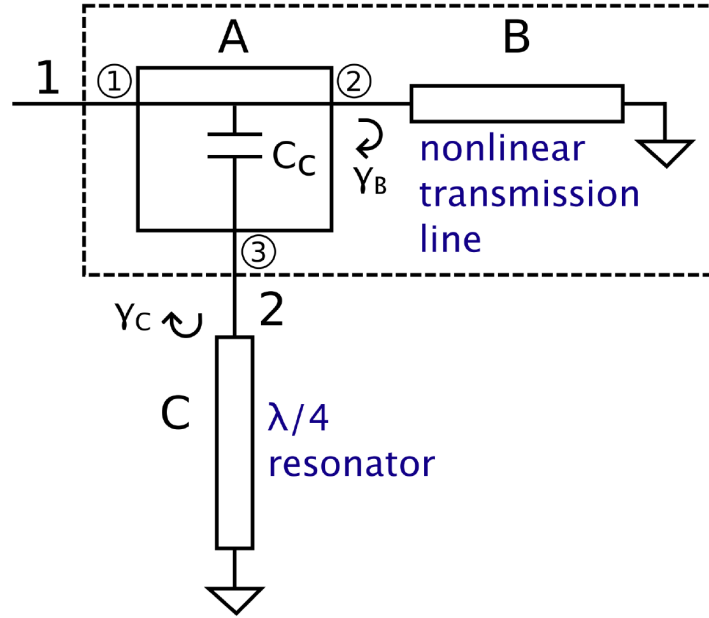 A
B
1
①
②
C_C
γ_B
nonlinear
transmission
line
③
γ_C
2
C
λ/4
resonator